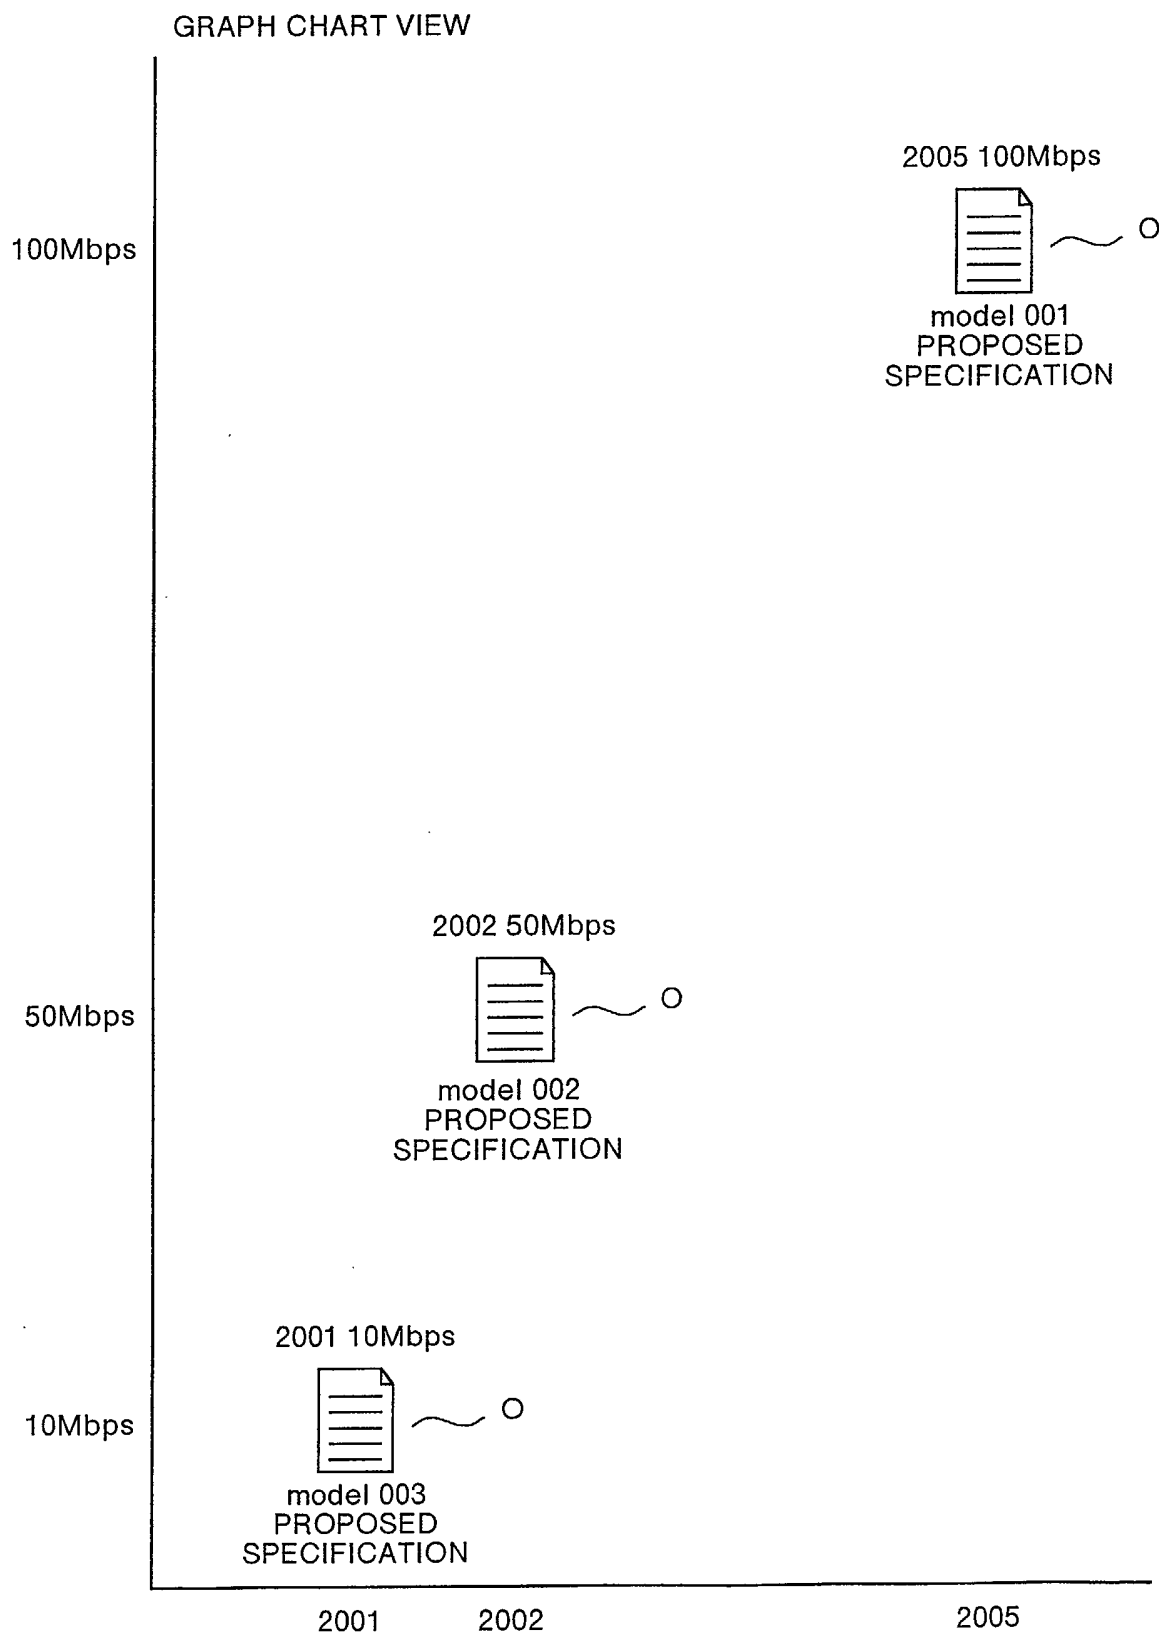 GRAPH CHART VIEW
2005 100Mbps
100Mbps
O
model 001
PROPOSED
SPECIFICATION
2002 50Mbps
50Mbps
O
model 002
PROPOSED
SPECIFICATION
2001 10Mbps
10Mbps
O
model 003
PROPOSED
SPECIFICATION
2001 2002 2005